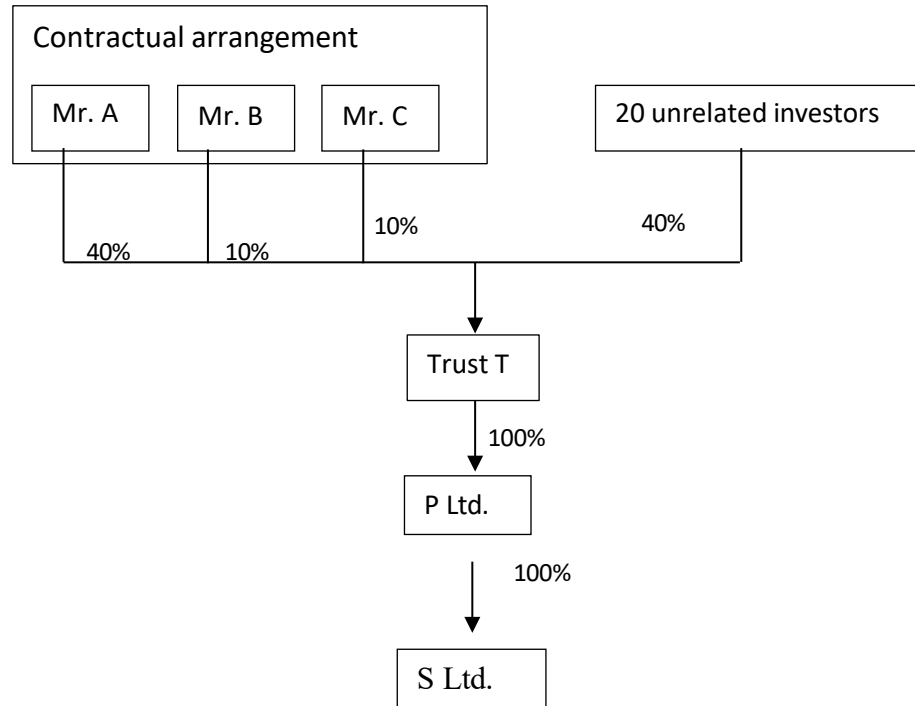 Contractual arrangement
Mr. A
Mr. B
Mr. C
20 unrelated investors
40%
10%
10%
40%
Trust T
100%
P Ltd.
100%
S Ltd.